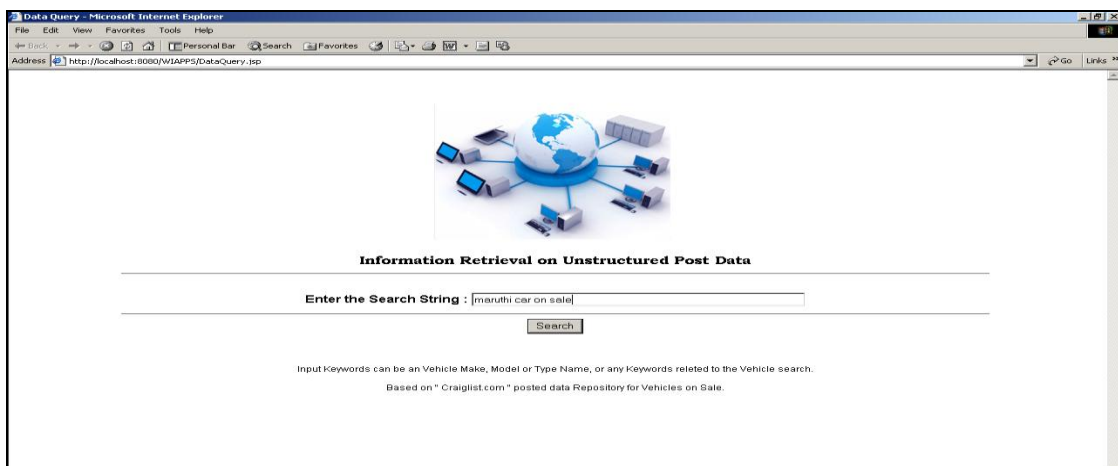 Data Query - Microsoft Internet Explorer
File Edit View Favorites Tools Help
Back Personal Bar Search Favorites
Address http://localhost:8080/WIAPPS/DataQuery.jsp Go Links »
Information Retrieval on Unstructured Post Data
Enter the Search String : maruthi car on sale
Search
Input Keywords can be an Vehicle Make, Model or Type Name, or any Keywords releted to the Vehicle search.
Based on " Craiglist.com " posted data Repository for Vehicles on Sale.